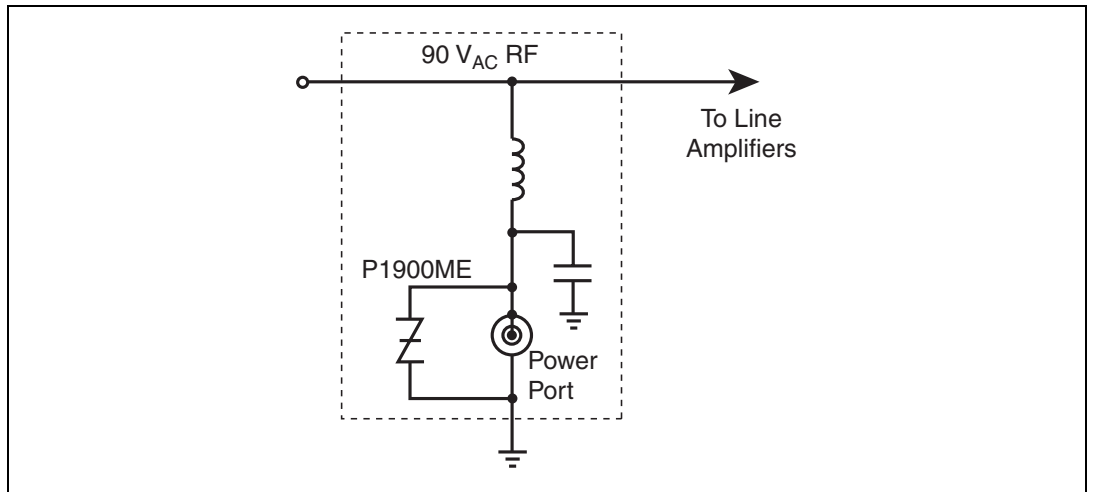 90 VAC RF
To Line
Amplifiers
P1900ME
Power
Port